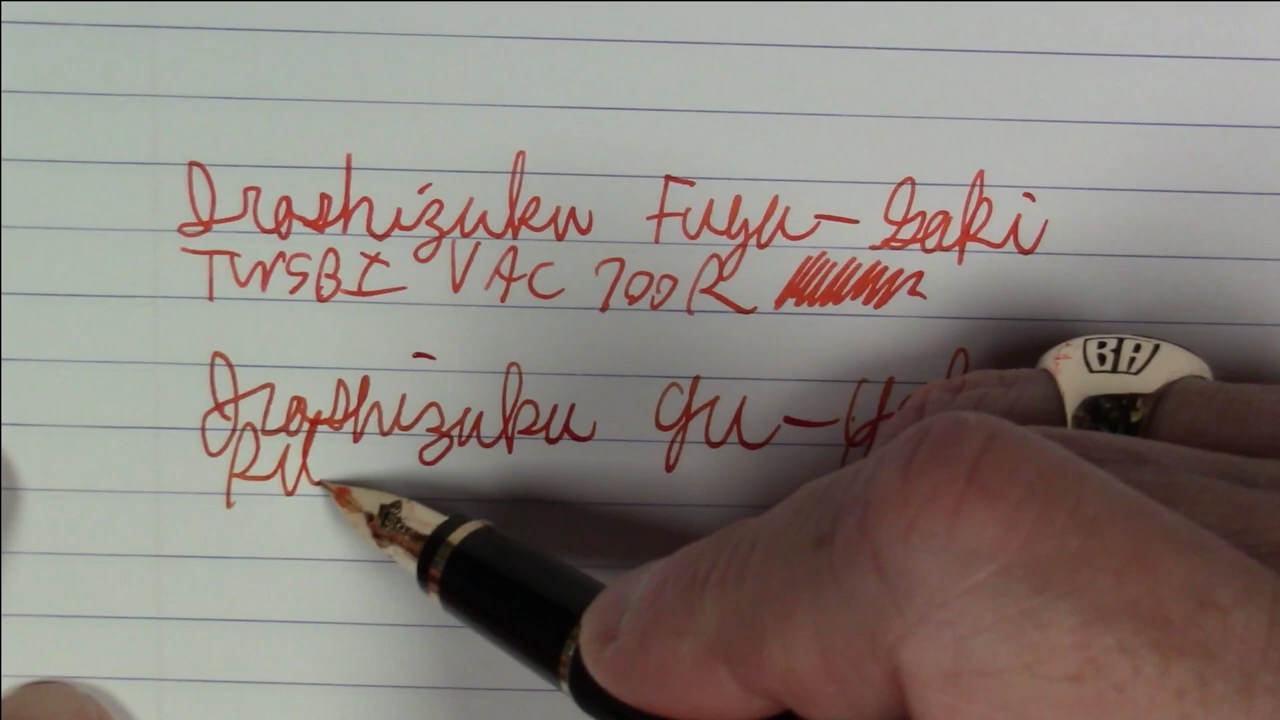 Iroshizuku Fuyu-Gaki
TWSBI VAC 700R
Iroshizuku yu-y
Ru
BA